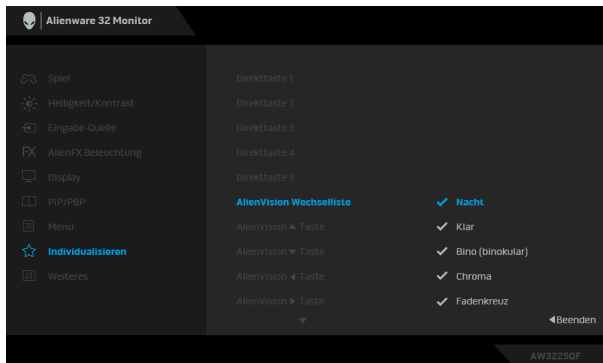 Alienware 32 Monitor
Spiel
Direkttaste 1
Helligkeit/Kontrast
Direkttaste 2
Eingabe-Quelle
Direkttaste 3
FX AlienFX Beleuchtung
Direkttaste 4
Display
Direkttaste 5
PIP/PBP
AlienVision Wechselliste
Nacht
Menü
AlienVision ▲ Taste
Klar
Individualisieren
AlienVision ▼ Taste
Bino (binokular)
Weiteres
AlienVision ◀ Taste
Chroma
AlienVision ▶ Taste
Fadenkreuz
◀Beenden
AW3225QF